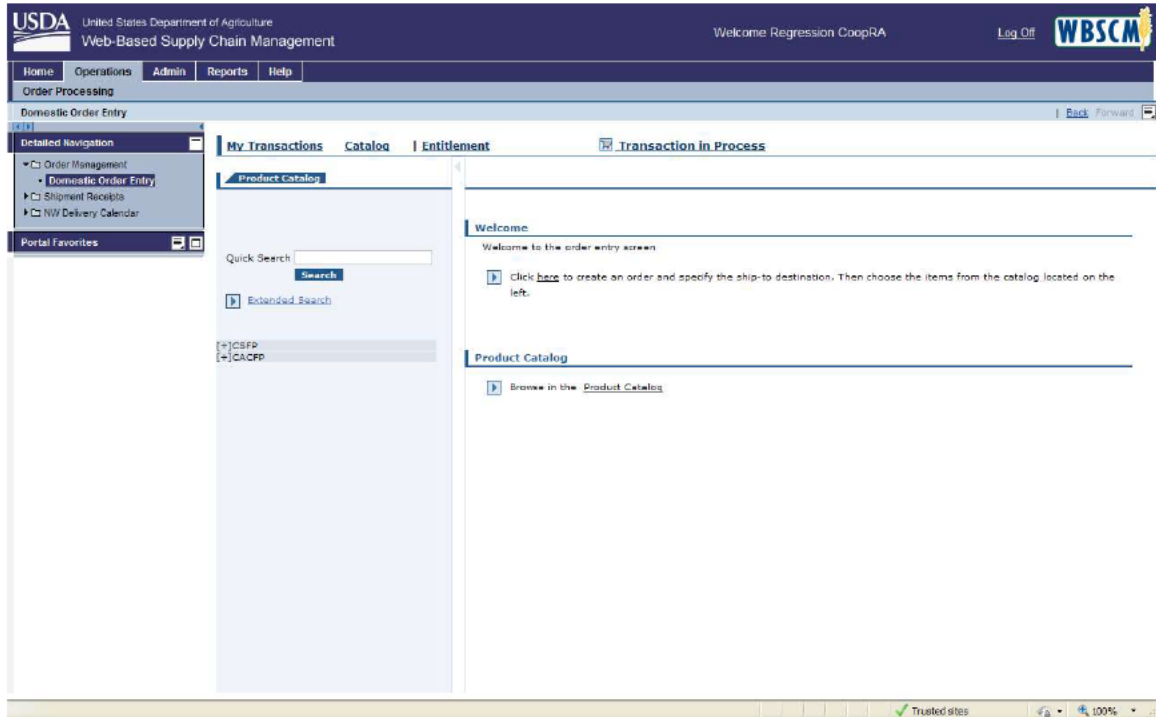 USDA United States Department of Agriculture
Web-Based Supply Chain Management
Welcome Regression CoopRA
Log Off
WBSCM
Home Operations Admin Reports Help
Order Processing
Domestic Order Entry
| Back Forward
Detailed Navigation
Order Management
• Domestic Order Entry
Shipment Receipts
NW Delivery Calendar
Portal Favorites
My Transactions Catalog | Entitlement Transaction in Process
Product Catalog
Quick Search
Search
Extended Search
[+]CSFP
[+]CACFP
Welcome
Welcome to the order entry screen
Click here to create an order and specify the ship-to destination. Then choose the items from the catalog located on the
left.
Product Catalog
Browse in the Product Catalog
Trusted sites
100%